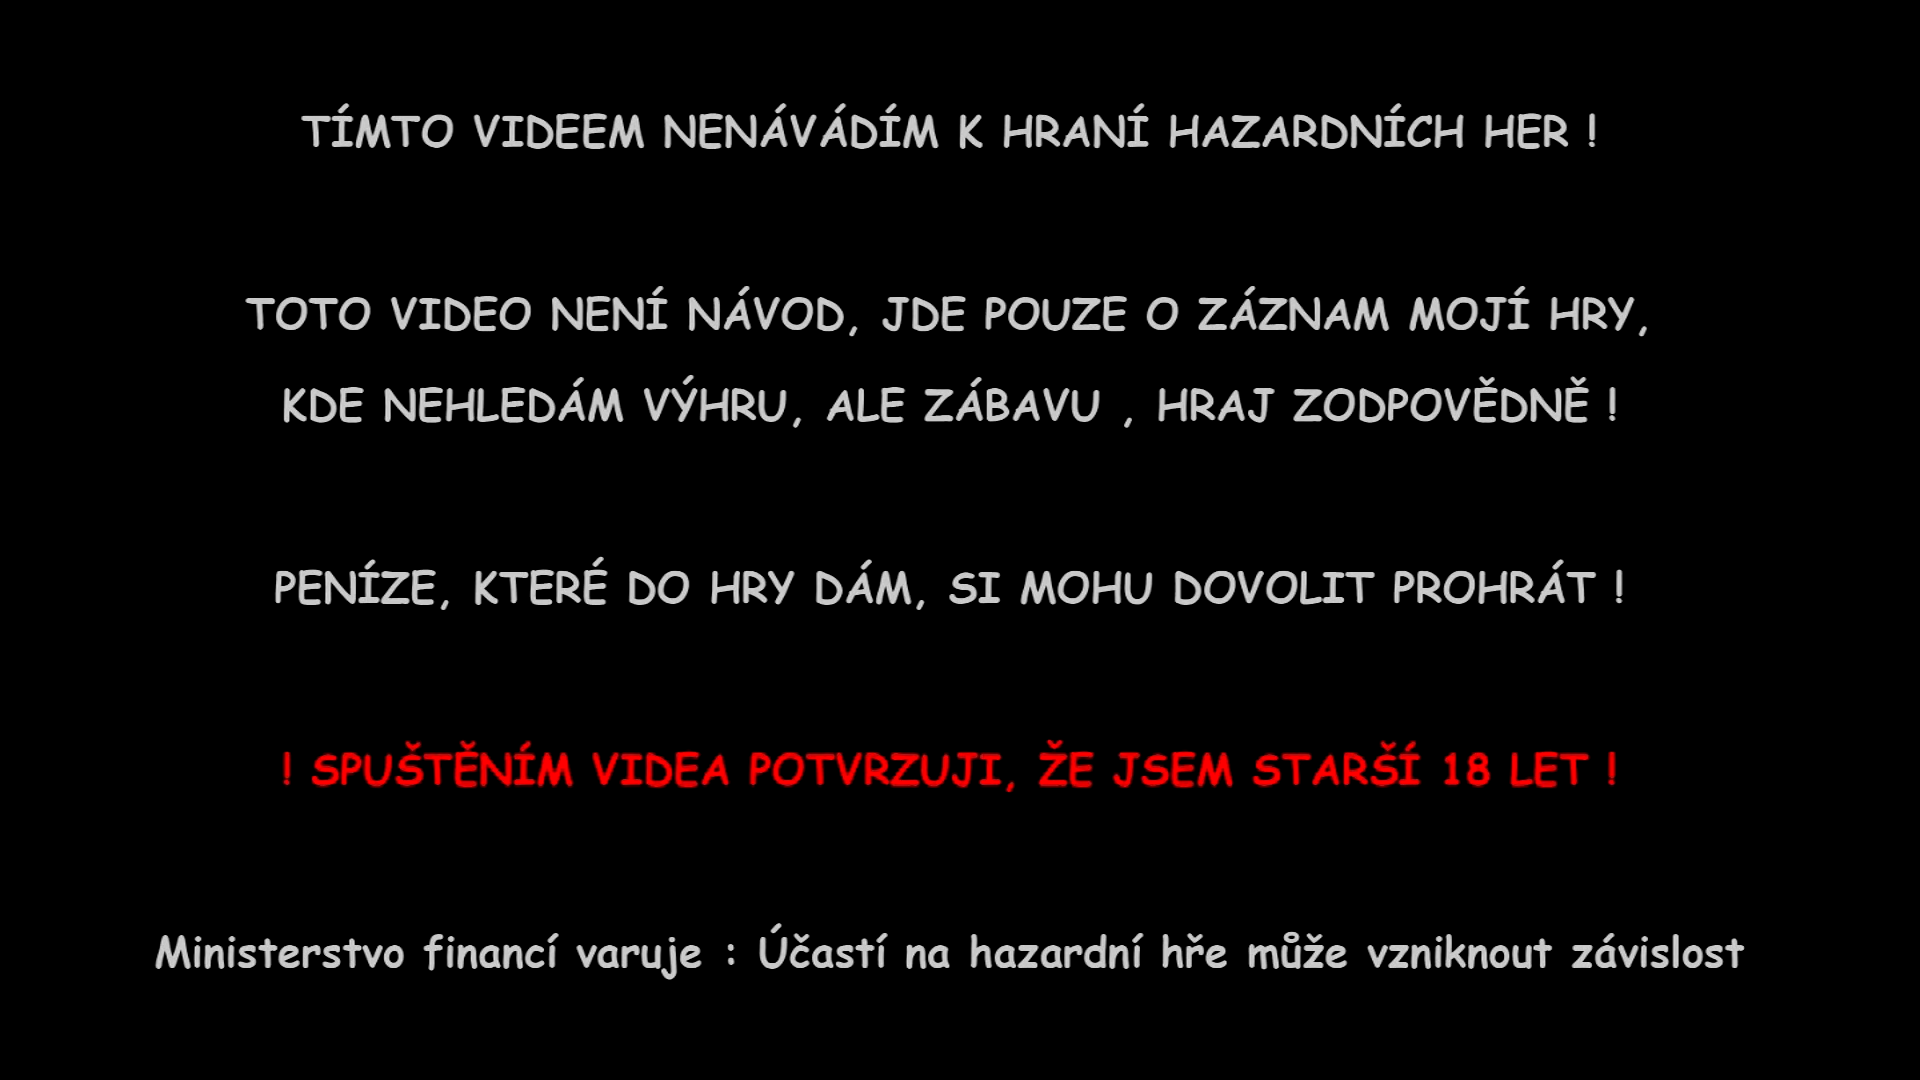 TÍMTO VIDEEM NENÁVÁDÍM K HRANÍ HAZARDNÍCH HER !
TOTO VIDEO NENÍ NÁVOD, JDE POUZE O ZÁZNAM MOJÍ HRY,
KDE NEHLEDÁM VÝHRU, ALE ZÁBAVU , HRAJ ZODPOVĚDNĚ !
PENÍZE, KTERÉ DO HRY DÁM, SI MOHU DOVOLIT PROHRÁT !
! SPUŠTĚNÍM VIDEA POTVRZUJI, ŽE JSEM STARŠÍ 18 LET !
Ministerstvo financí varuje : Účastí na hazardní hře může vzniknout závislost